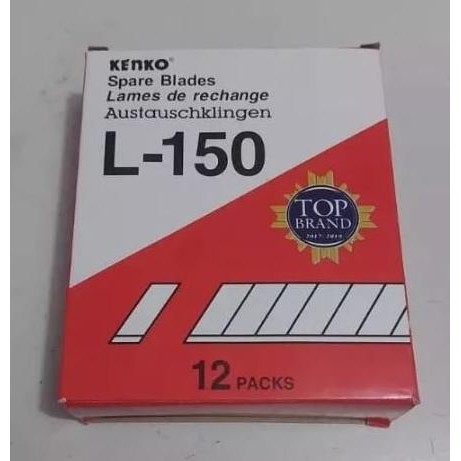 KENKO®
Spare Blades
Lames de rechange
Austauschklingen
L-150
TOP
BRAND
12 PACKS